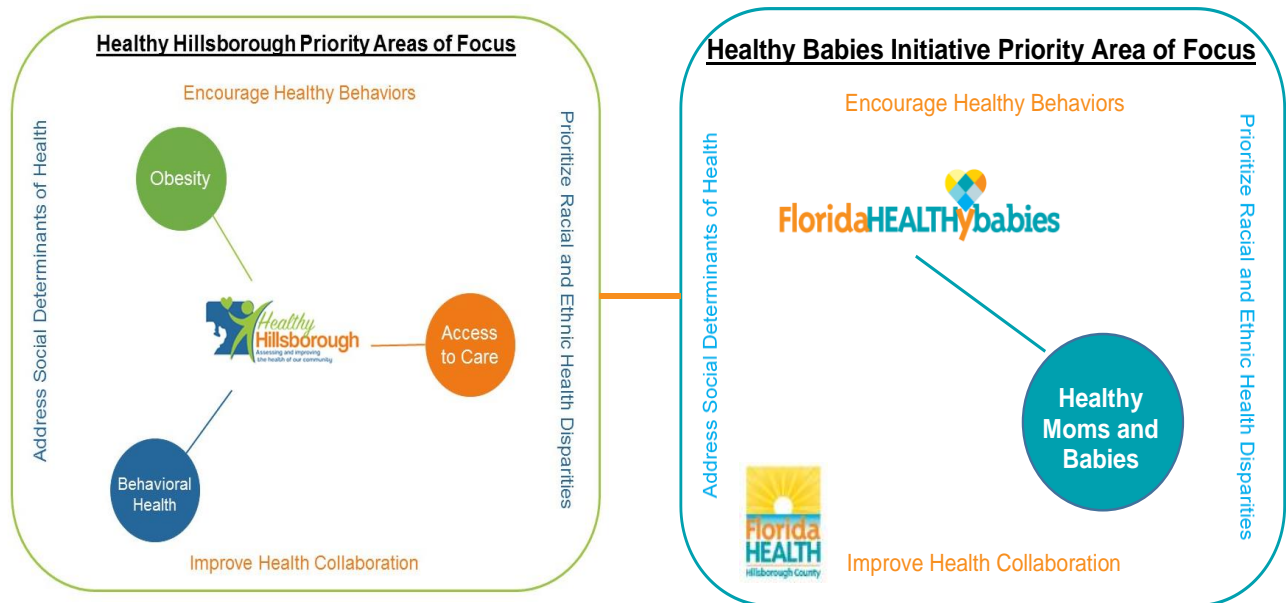 Healthy Hillsborough Priority Areas of Focus
Encourage Healthy Behaviors
Address Social Determinants of Health
Prioritize Racial and Ethnic Health Disparities
Obesity
Healthy
Hillsborough
Assessing and improving
the health of our community
Access
to Care
Behavioral
Health
Improve Health Collaboration
Healthy Babies Initiative Priority Area of Focus
Encourage Healthy Behaviors
Address Social Determinants of Health
Prioritize Racial and Ethnic Health Disparities
FloridaHEALTHybabies
Healthy
Moms and
Babies
Florida
HEALTH
Hillsborough County
Improve Health Collaboration